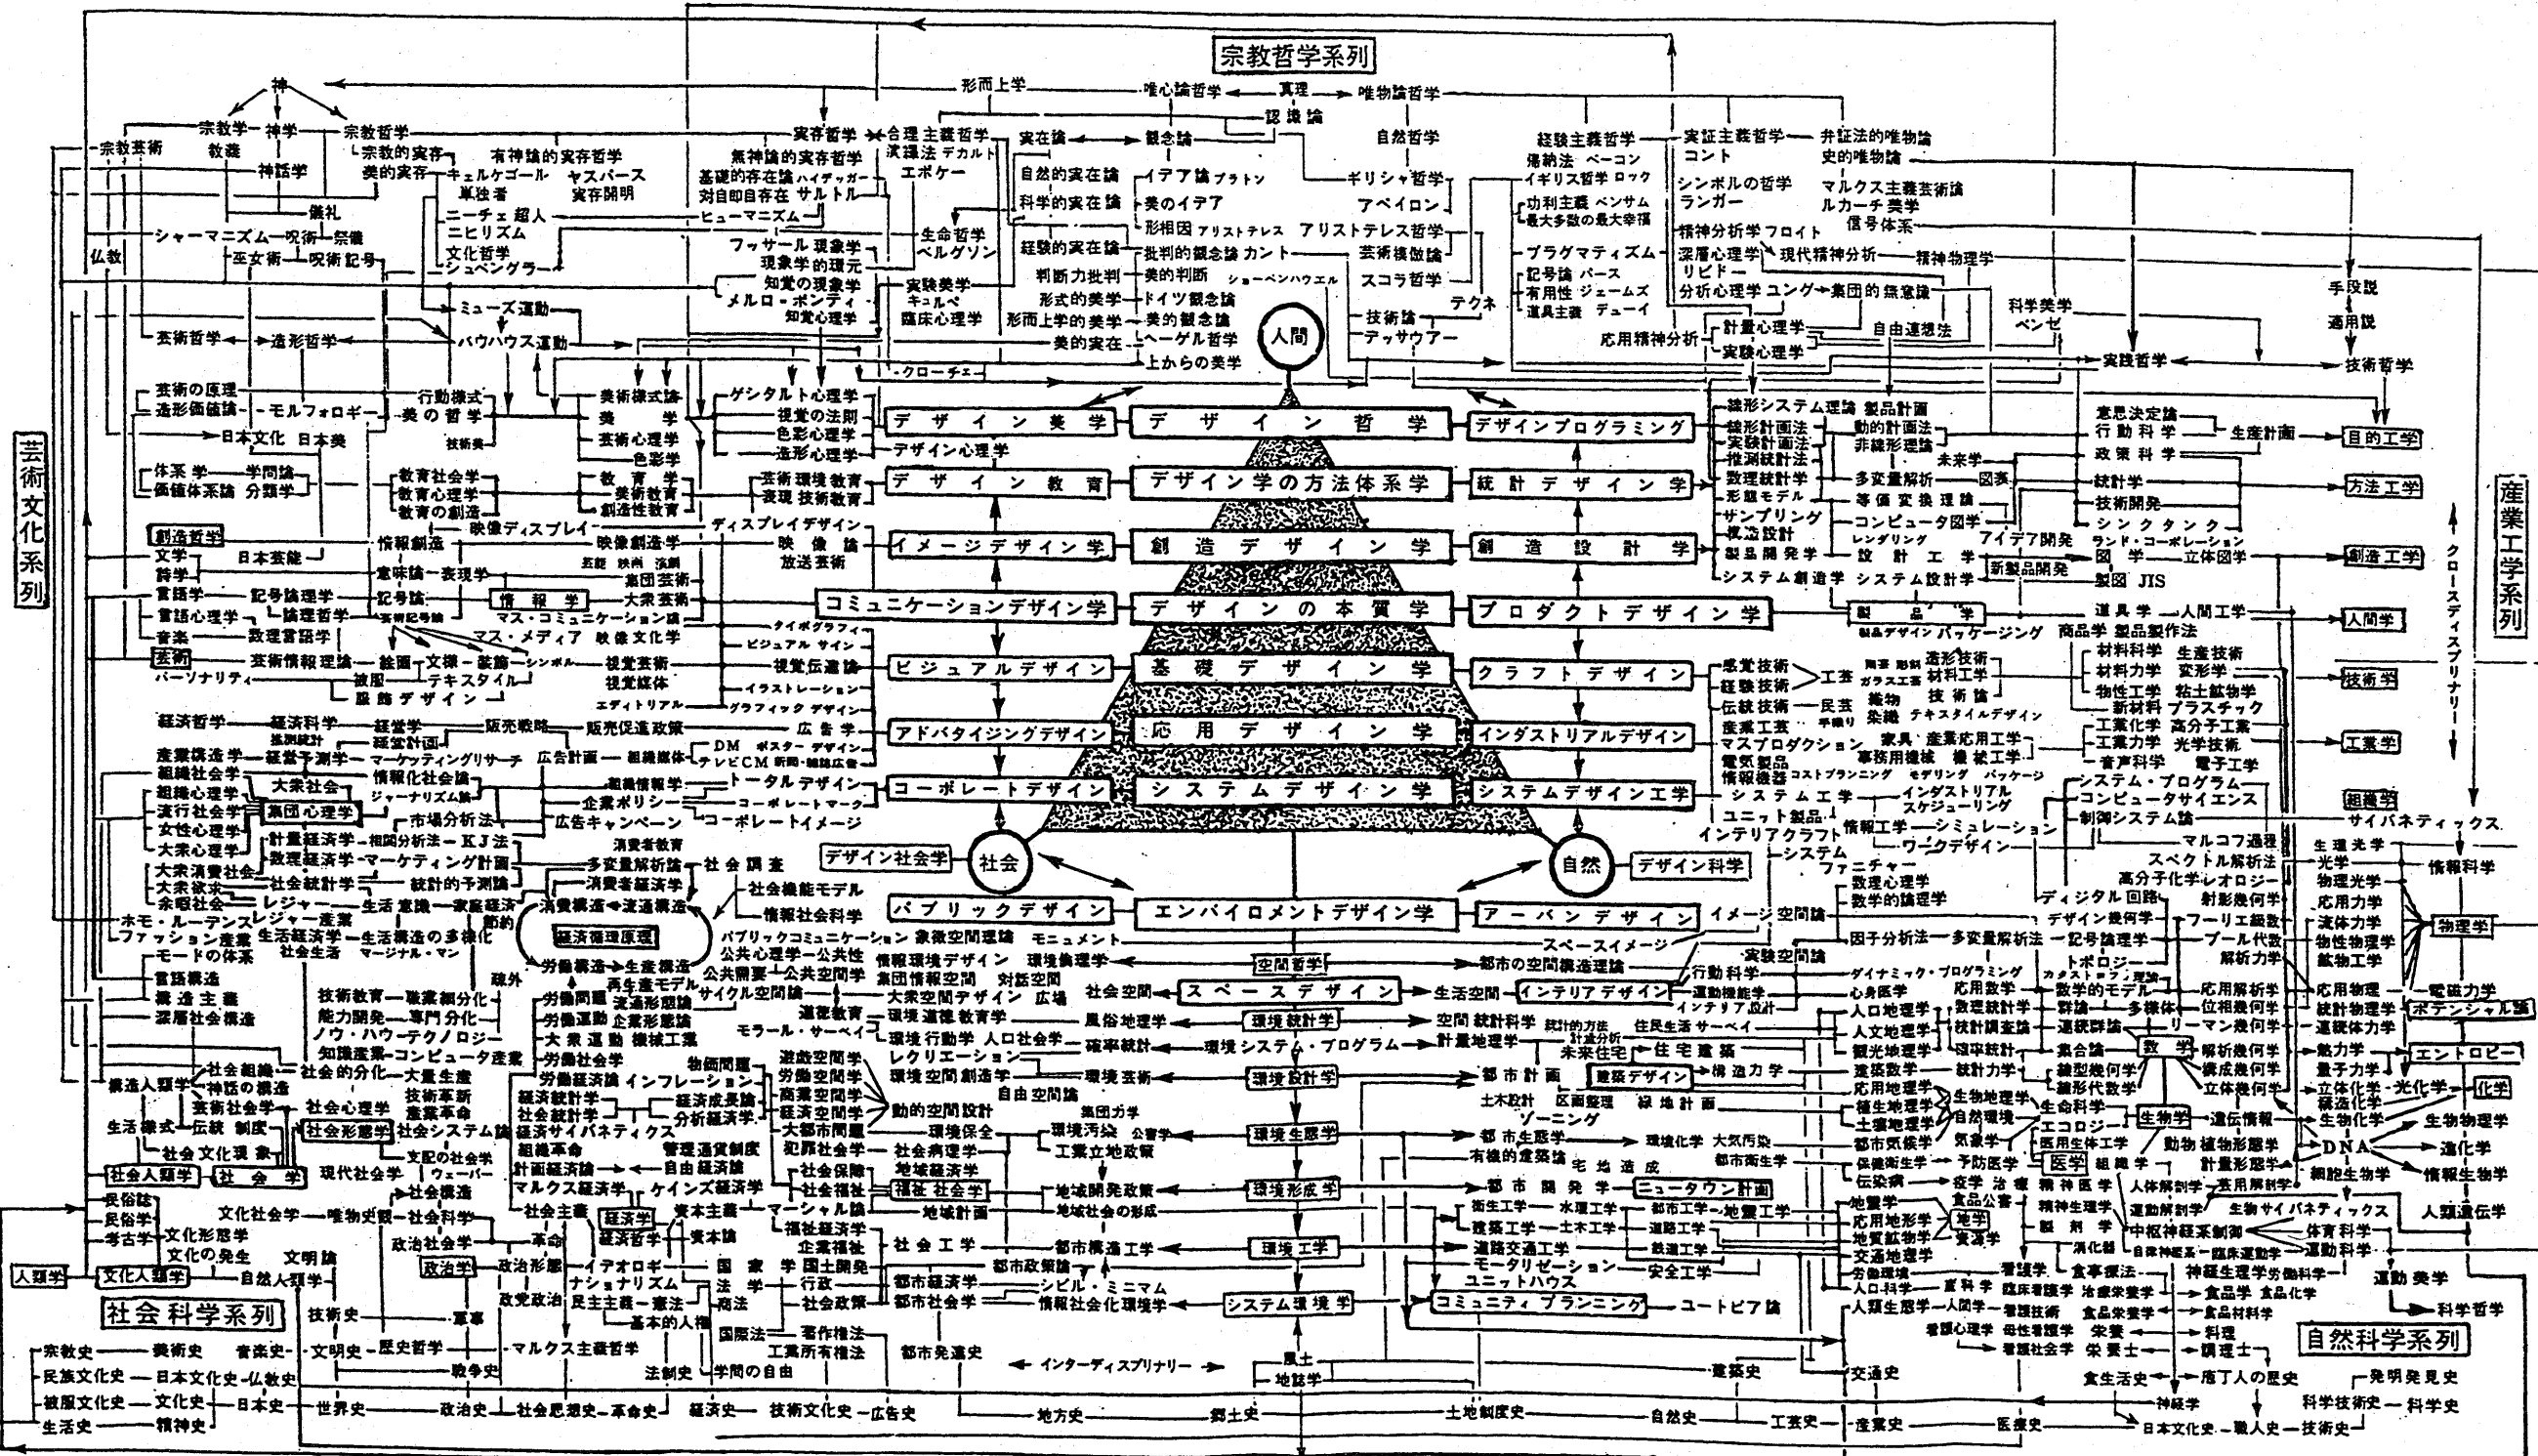 宗教哲学系列
神
形而上学
唯心論哲学
真理
唯物論哲学
認識論
宗教学
神学
宗教哲学
実存哲学
合理主義哲学
実在論
観念論
自然哲学
経験主義哲学
実証主義哲学
弁証法的唯物論
宗教芸術
教義
宗教的実存
有神論的実存哲学
無神論的実存哲学
演繹法 デカルト
帰納法 ベーコン
コント
史的唯物論
神話学
美的実存
キェルケゴール
ヤスパース
基礎的存在論 ハイデッガー
エポケー
自然的実在論
イデア論 プラトン
ギリシャ哲学
イギリス哲学 ロック
シンボルの哲学
マルクス主義芸術論
単独者
実存開明
対自即自存在 サルトル
科学的実在論
美のイデア
アペイロン
功利主義 ベンサム
ランガー
ルカーチ美学
儀礼
ニーチェ 超人
ヒューマニズム
最大多数の最大幸福
信号体系
シャーマニズム
呪術
祭儀
ニヒリズム
生命哲学
形相因 アリストテレス
アリストテレス哲学
精神分析学 フロイト
仏教
巫女術
呪術記号
文化哲学
フッサール 現象学
ベルグソン
経験的実在論
批判的観念論 カント
芸術模倣論
プラグマティズム
深層心理学
現代精神分析
精神物理学
シュペングラー
現象学的還元
判断力批判
美的判断
ショーペンハウエル
スコラ哲学
記号論 パース
リビドー
知覚の現象学
実験美学
形式的美学
ドイツ観念論
テクネ
有用性 ジェームズ
分析心理学 ユング
集団的無意識
手段説
ミューズ運動
メルロ・ポンティ
キュルペ
道具主義 デューイ
科学美学
知覚心理学
臨床心理学
形而上学的美学
美的観念論
人間
技術論
計量心理学
自由連想法
ベンゼ
適用説
芸術哲学
造形哲学
バウハウス運動
美的実在
ヘーゲル哲学
デッサウアー
応用精神分析
実験心理学
実践哲学
技術哲学
クローチェ
上からの美学
芸術文化系列
芸術の原理
造形価値論
モルフォロギー
行動様式
美の哲学
美術様式論
美学
ゲシタルト心理学
視覚の法則
デザイン美学
デザイン哲学
デザインプログラミング
線形システム理論 製品計画
線形計画法
動的計画法
意思決定論
行動科学
生産計画
目的工学
日本文化 日本美
技術美
芸術心理学
色彩心理学
実験計画法
非線形理論
色彩学
造形心理学
デザイン心理学
推測統計法
未来学
政策科学
体系学
学問論
教育社会学
教育学
芸術環境教育
デザイン教育
デザイン学の方法体系学
統計デザイン学
数理統計学
多変量解析
図表
統計学
方法工学
価値体系論 分類学
教育心理学
美術教育
表現技術教育
形態モデル
等価変換理論
技術開発
産業工学系列
教育の創造
創造性教育
サンプリング
コンピュータ図学
シンクタンク
クロースディスプリナリー
創造哲学
映像ディスプレイ
ディスプレイデザイン
模造設計
レンダリング
アイデア開発
ランド・コーポレーション
文学
日本芸能
情報創造
映像創造学
映像論
イメージデザイン学
創造デザイン学
創造設計学
製品開発学
設計工学
図学
立体図学
創造工学
放送芸術
詩学
意味論
表現学
集団芸術
システム創造学
システム設計学
新製品開発
製図 JIS
言語学
記号論理学
記号論
情報学
大衆芸術
コミュニケーションデザイン学
デザインの本質学
プロダクトデザイン学
製品学
道具学
人間工学
人間学
言語心理学
論理哲学
芸術記号論
マス・コミュニケーション論
タイポグラフィ
製品デザイン パッケージング
商品学 製品製作法
音楽
数理言語学
マス・メディア
映像文化学
ビジュアルサイン
材料科学
生産技術
芸術
芸術情報理論
絵画
文様
装飾
シンボル
視覚芸術
視覚伝達論
ビジュアルデザイン
基礎デザイン学
クラフトデザイン
感覚技術
経験技術
工芸
ガラス工芸
造形技術
材料工学
材料力学
変形学
技術学
パーソナリティ
被服
テキスタイル
視覚媒体
イラストレーション
技術論
物性工学
粘土鉱物学
服飾デザイン
エディトリアル
グラフィックデザイン
伝統技術
民芸
織物
新材料
プラスチック
産業工芸
手織り
染織
テキスタイルデザイン
経済哲学
経済科学
経営学
販売戦略
販売促進政策
広告学
アドバタイジングデザイン
応用デザイン学
インダストリアルデザイン
マスプロダクション
家具・産業応用工学
工業化学
高分子工業
工業学
推測統計
経営計画
DM
ポスターデザイン
工業力学
光学技術
産業構造学
経営予測学
マーケッティングリサーチ
広告計画
組織媒体
テレビCM
新聞・雑誌広告
電気製品
事務用機械
機械工学
音声科学
電子工学
組織社会学
情報化社会論
組織情報学
トータルデザイン
情報機器
コストプランニング
モデリング
パッケージ
組織心理学
大衆社会
ジャーナリズム論
企業ポリシー
コーポレートマーク
コーポレートデザイン
システムデザイン学
システムデザイン工学
システム工学
インダストリアル
スケジューリング
システム・プログラム
コンピュータサイエンス
組織学
流行社会学
集団心理学
市場分析法
広告キャンペーン
コーポレートイメージ
ユニット製品
制御システム論
サイバネティックス
女性心理学
計量経済学
相関分析法
KJ法
インテリアクラフト
情報工学
シミュレーション
大衆心理学
数理経済学
マーケティング計画
消費者教育
多変量解析論
社会調査
デザイン社会学
社会
自然
デザイン科学
システム
ワークデザイン
マルコフ過程
生理光学
大衆消費社会
社会統計学
統計的予測論
消費者経済学
社会機能モデル
ファニチャー
スペクトル解析法
光学
情報科学
大衆欲求
数理心理学
高分子化学
レオロジー
物理光学
余暇社会
レジャー
生活意識
家庭経済
消費構造
流通構造
情報社会科学
パブリックデザイン
エンバイロメントデザイン学
アーバンデザイン
イメージ空間論
数学的論理学
ディジタル回路
射影幾何学
応用力学
ホモ・ルーデンス
レジャー産業
節約
デザイン幾何学
フーリエ級数
流体力学
物理学
ファッション産業
生活経済学
生活構造の多様化
経済循環原理
パブリックコミュニケーション
象徴空間理論
モニュメント
スペースイメージ
因子分析法
多変量解析法
記号論理学
ブール代数
物性物理学
モードの体系
社会生活
マージナル・マン
公共心理学
公共性
情報環境デザイン
環境倫理学
空間哲学
都市の空間構造理論
実験空間論
トポロジー
解析力学
鉱物工学
言語構造
疎外
労働構造
生産構造
公共需要
公共空間学
集団情報空間
対話空間
行動科学
ダイナミック・プログラミング
カタストロフィ理論
再生産モデル
構造主義
技術教育
職業細分化
労働問題
流通形態論
サイクル空間論
大衆空間デザイン
広場
社会空間
スペースデザイン
生活空間
インテリアデザイン
運動機能学
心身医学
応用数学
数学的モデル
応用解析学
応用物理
電磁力学
深層社会構造
能力開発
専門分化
労働運動
企業形態論
道徳教育
環境道徳教育学
風俗地理学
環境統計学
空間統計科学
統計的方法
住民生活サーベイ
インテリア設計
人口地理学
数理統計学
群論
多様体
位相幾何学
統計物理学
ポテンシャル論
ノウ・ハウ
テクノロジー
大衆運動
機械工業
モラール・サーベイ
環境行動学
人口社会学
確率統計
環境システム・プログラム
計量地理学
計量分析
人文地理学
統計調査論
連続群論
リーマン幾何学
連続体力学
知識産業
コンピュータ産業
労働社会学
物価問題
遊戯空間学
レクリエーション
未来住宅
住宅建築
観光地理学
確率統計
集合論
数学
解析幾何学
熱力学
エントロピー
構造人類学
社会組織
社会的分化
大量生産
労働経済論
インフレーション
労働空間学
環境空間創造学
環境芸術
環境設計学
都市計画
建築デザイン
構造力学
建築数学
統計力学
線型幾何学
構成幾何学
量子力学
神話の構造
技術革新
経済統計学
経済成長論
商業空間学
自由空間論
応用地理学
線形代数学
立体幾何学
立体化学
光化学
化学
芸術社会学
社会心理学
産業革命
社会統計学
分析経済学
経済空間学
動的空間設計
集団力学
土木設計
区画整理
緑地計画
植生地理学
生物地理学
生命科学
構造化学
生活様式
伝統
制度
社会形態学
社会システム論
経済サイバネティックス
大都市問題
環境保全
環境汚染
公害学
環境生態学
ゾーニング
都市生態学
環境化学
大気汚染
土壌地理学
自然環境
エコロジー
生物学
遺伝情報
生物化学
生物物理学
社会文化現象
支配の社会学
組織革命
管理通貨制度
犯罪社会学
社会病理学
工業立地政策
有機的建築論
都市気候学
気象学
医用生体工学
動物植物形態学
DNA
進化学
社会人類学
社会学
現代社会学
ウェーバー
計画経済論
自由経済論
社会保障
地域経済学
宅地造成
都市衛生学
保健衛生学
予防医学
医学
組織学
計量形態学
細胞生物学
情報生物学
民俗誌
社会構造
マルクス経済学
ケインズ経済学
社会福祉
福祉社会学
地域開発政策
環境形成学
都市開発学
ニュータウン計画
伝染病
疫学
治療
精神医学
人体解剖学
芸用解剖学
民俗学
文化社会学
唯物史観
社会科学
社会主義
経済学
資本主義
マーシャル論
地域計画
地域社会の形成
衛生工学
水理工学
都市工学
地震工学
地震学
食品公害
精神生理学
運動解剖学
生物サイバネティックス
人類遺伝学
考古学
文化形態学
政治社会学
革命
経済哲学
資本論
福祉経済学
建築工学
土木工学
道路工学
応用地形学
地学
製剤学
中枢神経系制御
体育科学
文化の発生
文明論
企業福祉
社会工学
都市構造工学
環境工学
道路交通工学
鉄道工学
地質鉱物学
資源学
消化器
自律神経系
臨床運動学
運動科学
人類学
文化人類学
自然人類学
政治学
政治形態
イデオロギー
国家学
国土開発
都市政策論
モータリゼーション
安全工学
交通地理学
看護学
食事療法
神経生理学
労働科学
運動美学
社会科学系列
ナショナリズム
法学
行政
都市経済学
シビル・ミニマム
ユニットハウス
労働環境
人口科学
臨床看護学
治療栄養学
食品学
食品化学
政党政治
民主主義
憲法
商法
社会政策
都市社会学
情報社会化環境学
システム環境学
コミュニティプランニング
ユートピア論
人類生態学
人間学
看護技術
食品栄養学
食品材料学
科学哲学
技術史
軍事
基本的人権
国際法
著作権法
看護心理学
母性看護学
栄養
料理
自然科学系列
宗教史
美術史
音楽史
文明史
歴史哲学
マルクス主義哲学
工業所有権法
都市発達史
インターディスプリナリー
風土
看護社会学
栄養士
調理士
民族文化史
日本文化史
仏教史
戦争史
法制史
学問の自由
地誌学
建築史
交通史
食生活史
庖丁人の歴史
発明発見史
被服文化史
文化史
日本史
世界史
政治史
社会思想史
革命史
経済史
技術文化史
広告史
地方史
郷土史
土地制度史
自然史
工芸史
産業史
医療史
神経学
科学技術史
科学史
生活史
精神史
日本文化史
職人史
技術史